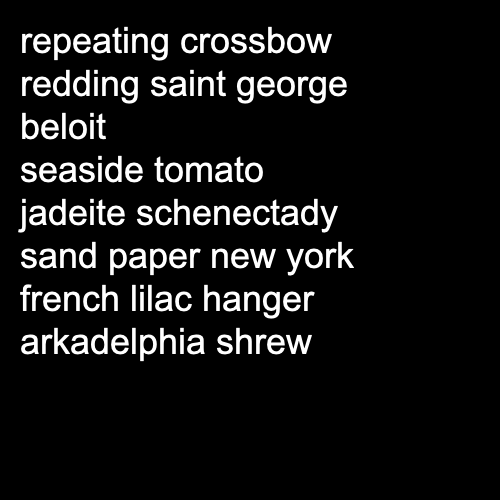 repeating crossbow
redding saint george
beloit
seaside tomato
jadeite schenectady
sand paper new york
french lilac hanger
arkadelphia shrew